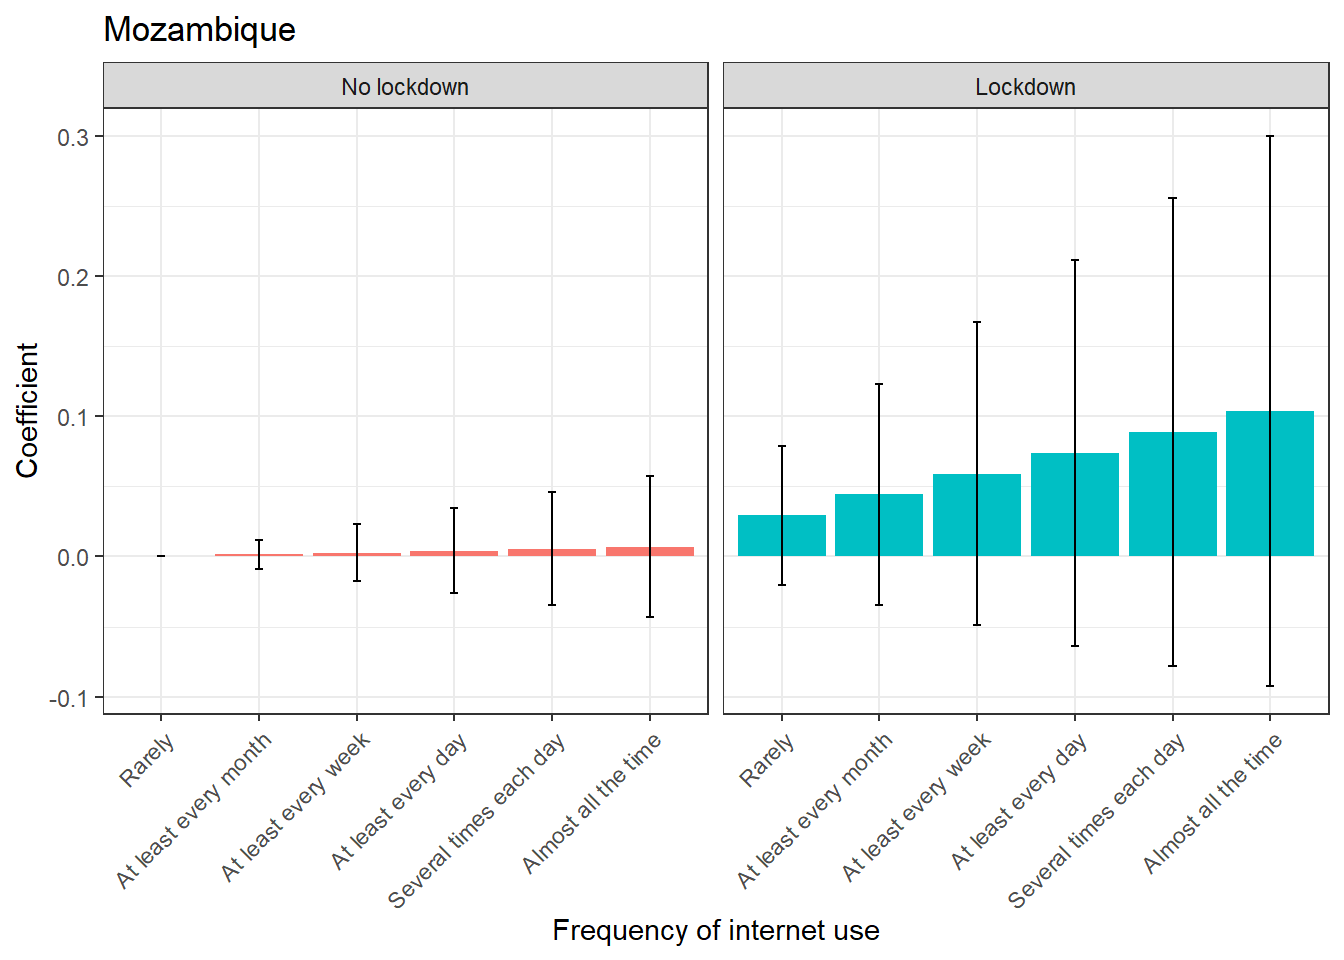 Mozambique
No lockdown
Lockdown
Coefficient
0.3
0.2
0.1
0.0
-0.1
Rarely
At least every month
At least every week
At least every day
Several times each day
Almost all the time
Rarely
At least every month
At least every week
At least every day
Several times each day
Almost all the time
Frequency of internet use